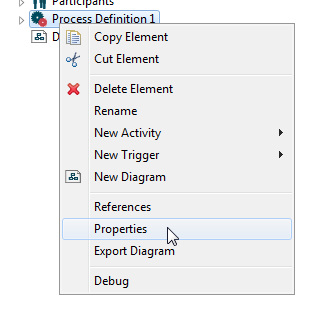 Participants
Process Definition 1
D
Copy Element
Cut Element
Delete Element
Rename
New Activity
New Trigger
New Diagram
References
Properties
Export Diagram
Debug